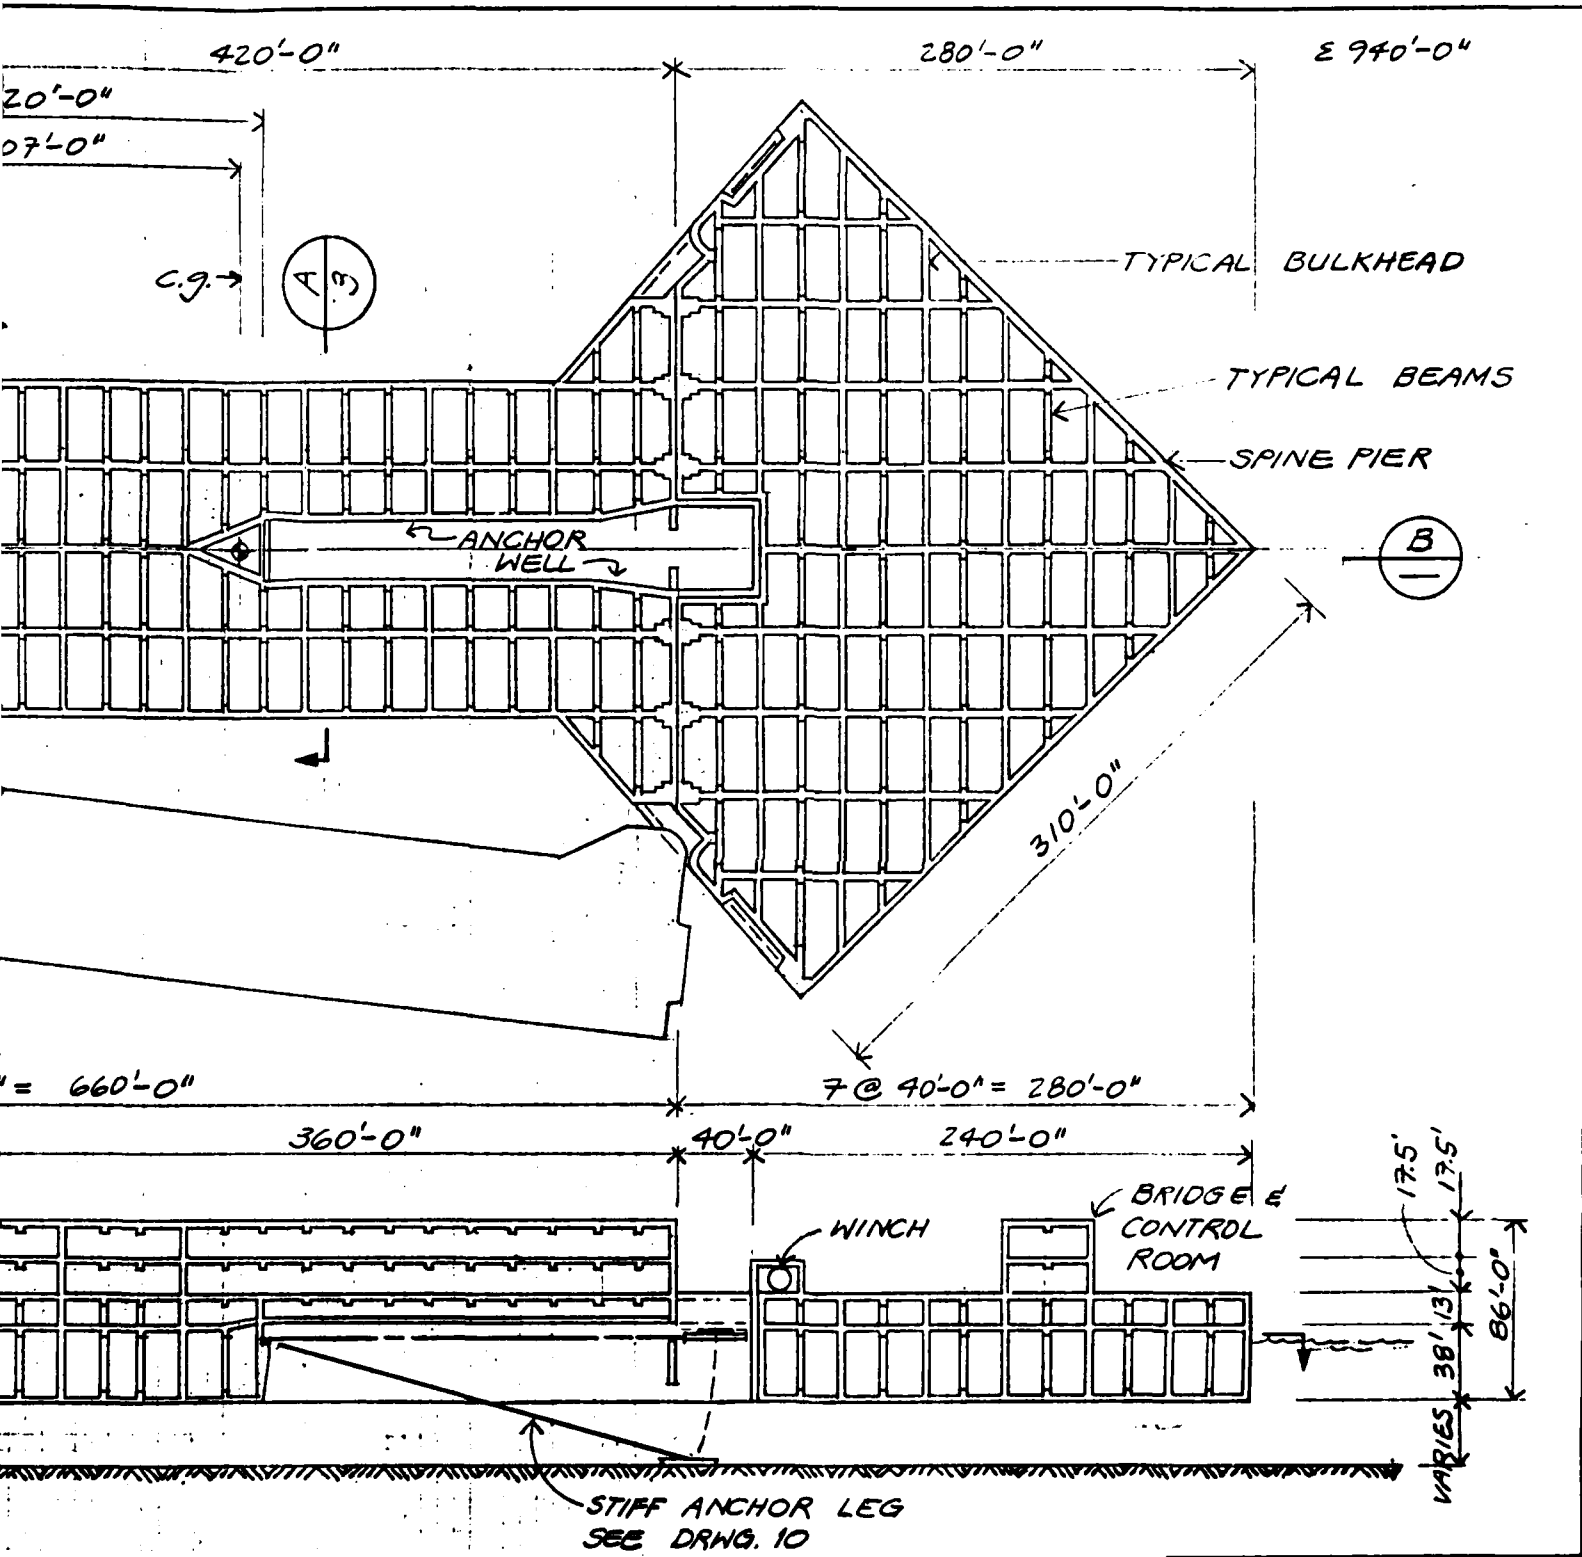 420'-0"
280'-0"
Σ 940'-0"
20'-0"
07'-0"
c.g.
A
3
TYPICAL BULKHEAD
TYPICAL BEAMS
SPINE PIER
ANCHOR
WELL
B
310'-0"
" = 660'-0"
7 @ 40'-0" = 280'-0"
360'-0"
40'-0"
240'-0"
17.5'
17.5'
BRIDGE &
CONTROL
ROOM
WINCH
13'
38'
86'-0"
VARIES
STIFF ANCHOR LEG
SEE DRWG. 10